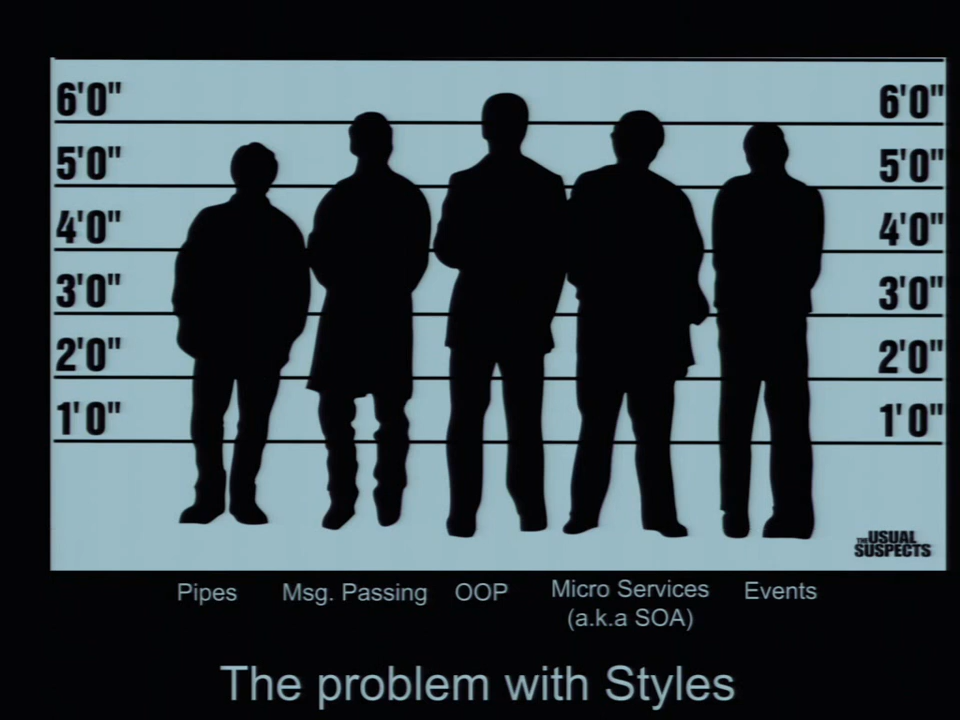 6'0" 6'0"
5'0" 5'0"
4'0" 4'0"
3'0" 3'0"
2'0" 2'0"
1'0" 1'0"
THE USUAL
SUSPECTS
Pipes Msg. Passing OOP Micro Services Events
(a.k.a SOA)
The problem with Styles